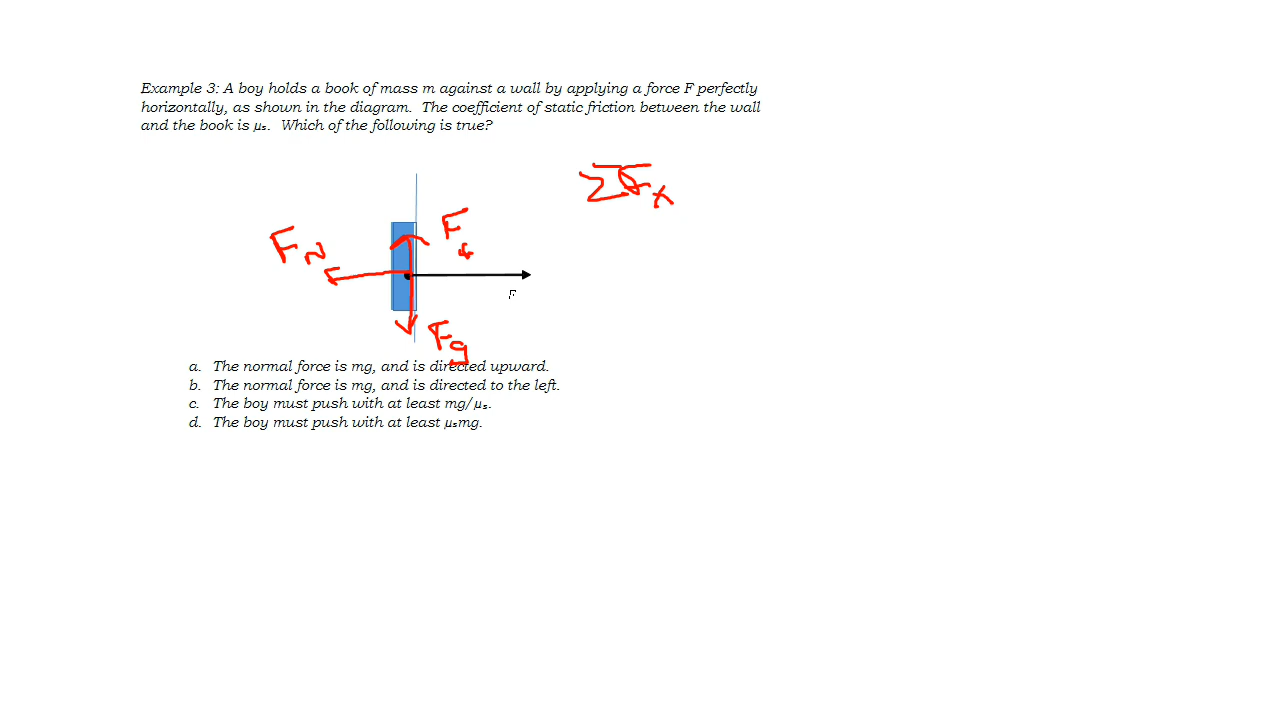 Example 3: A boy holds a book of mass m against a wall by applying a force F perfectly
horizontally, as shown in the diagram. The coefficient of static friction between the wall
and the book is μₛ. Which of the following is true?
ΣFₓ
F
F_N
F
F_g
a. The normal force is mg, and is directed upward.
b. The normal force is mg, and is directed to the left.
c. The boy must push with at least mg/μₛ.
d. The boy must push with at least μₛmg.